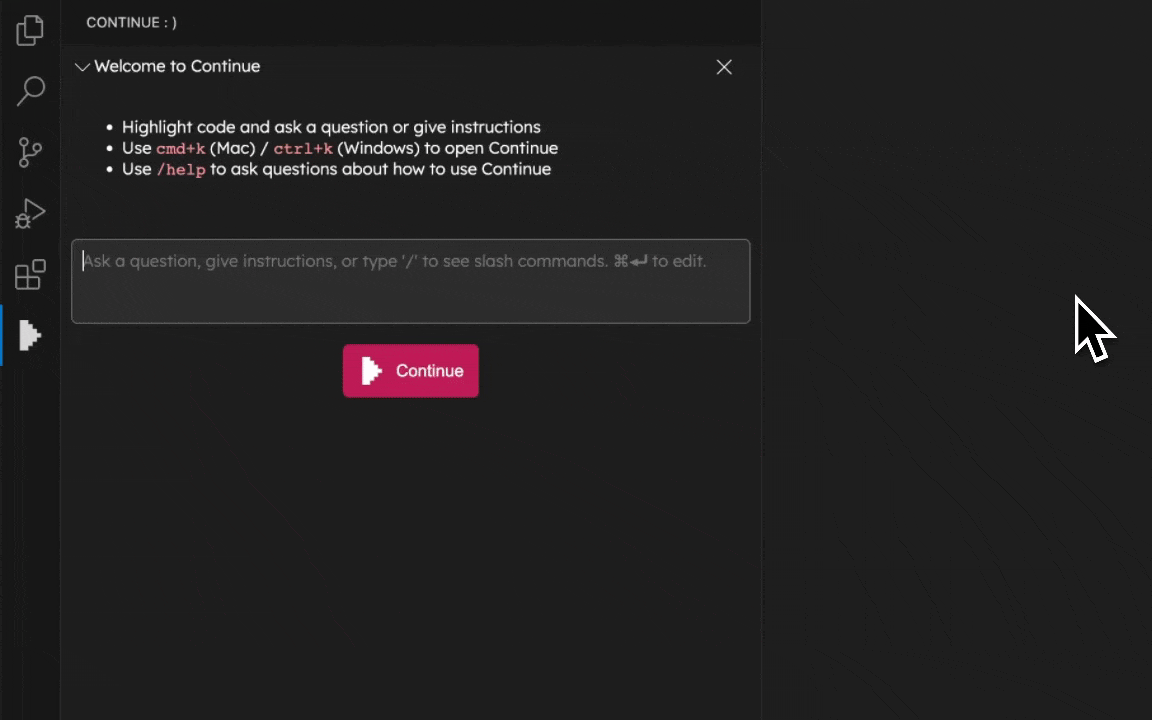 CONTINUE : )
Welcome to Continue
• Highlight code and ask a question or give instructions
• Use cmd+k (Mac) / ctrl+k (Windows) to open Continue
• Use /help to ask questions about how to use Continue
Ask a question, give instructions, or type '/' to see slash commands. ⌘↵ to edit.
Continue